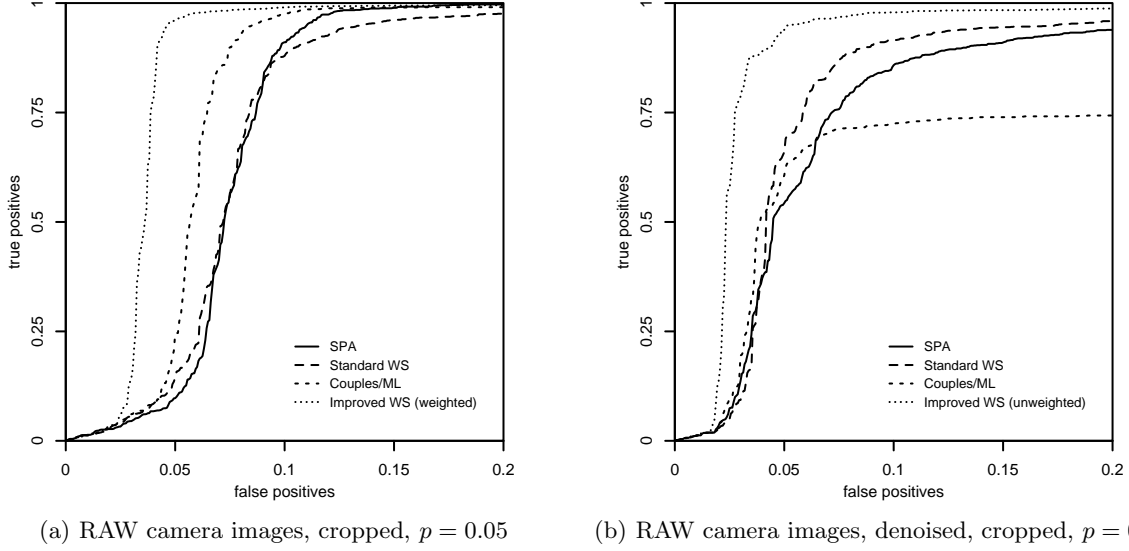 1
0.75
0.5
0.25
0
true positives
SPA
Standard WS
Couples/ML
Improved WS (weighted)
0 0.05 0.1 0.15 0.2
false positives
(a) RAW camera images, cropped, p = 0.05
1
0.75
0.5
0.25
0
true positives
SPA
Standard WS
Couples/ML
Improved WS (unweighted)
0 0.05 0.1 0.15 0.2
false positives
(b) RAW camera images, denoised, cropped, p = 0